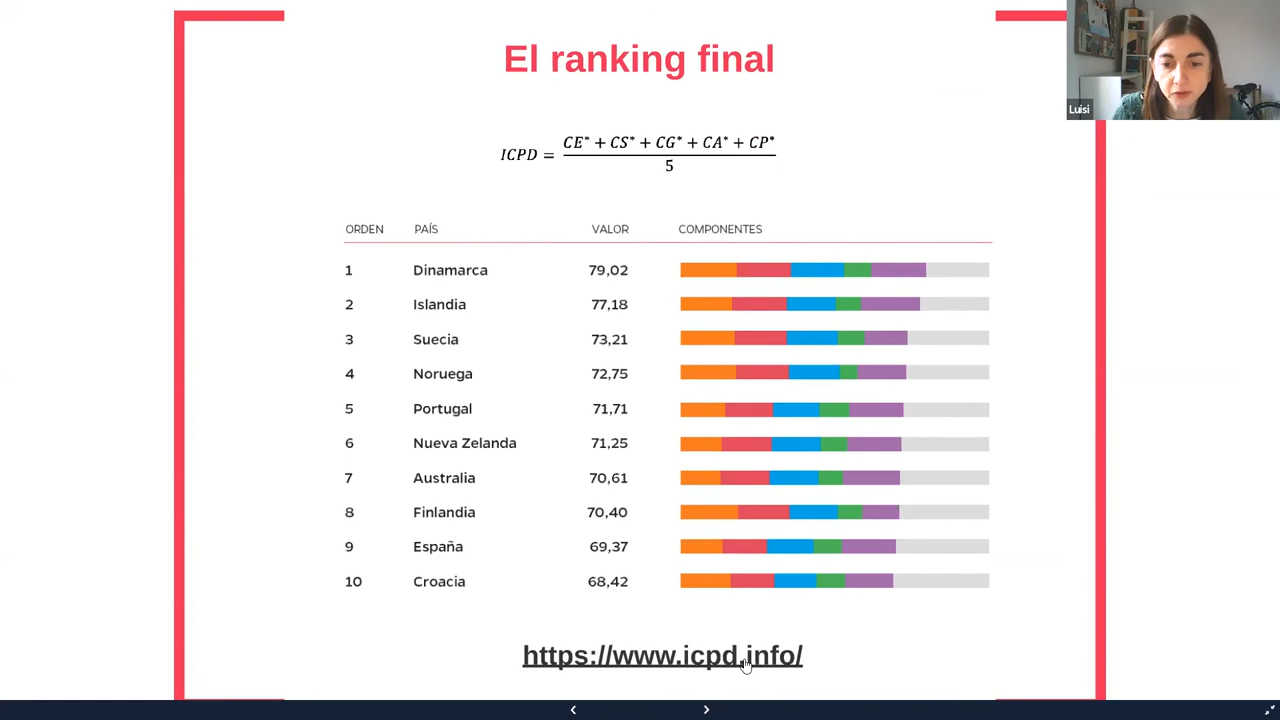 El ranking final
Luisi
ICPD = CE* + CS* + CG* + CA* + CP* / 5
ORDEN PAÍS VALOR COMPONENTES
1 Dinamarca 79,02
2 Islandia 77,18
3 Suecia 73,21
4 Noruega 72,75
5 Portugal 71,71
6 Nueva Zelanda 71,25
7 Australia 70,61
8 Finlandia 70,40
9 España 69,37
10 Croacia 68,42
https://www.icpd.info/